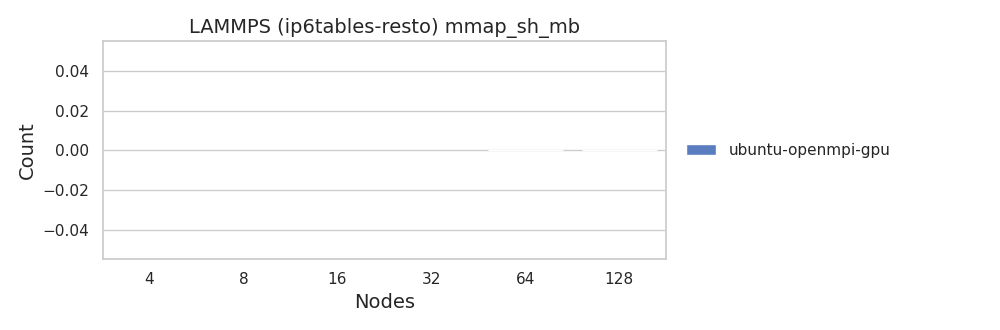 LAMMPS (ip6tables-resto) mmap_sh_mb
0.04
0.02
0.00
−0.02
−0.04
Count
4 8 16 32 64 128
Nodes
ubuntu-openmpi-gpu